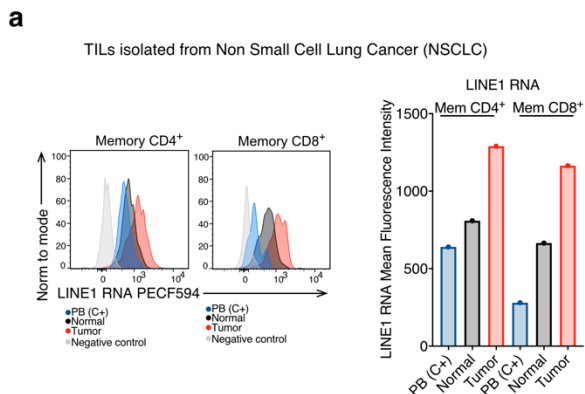 a
TILs isolated from Non Small Cell Lung Cancer (NSCLC)
Memory CD4+
Memory CD8+
Norm to mode
80
60
40
20
0
80
60
40
20
0
0 10³ 10⁴
0 10³ 10⁴
LINE1 RNA PECF594
PB (C+)
Normal
Tumor
Negative control
PB (C+)
Normal
Tumor
Negative control
LINE1 RNA
Mem CD4+ Mem CD8+
LINE1 RNA Mean Fluorescence Intensity
1500
1000
500
0
PB (C+)
Normal
Tumor
PB (C+)
Normal
Tumor